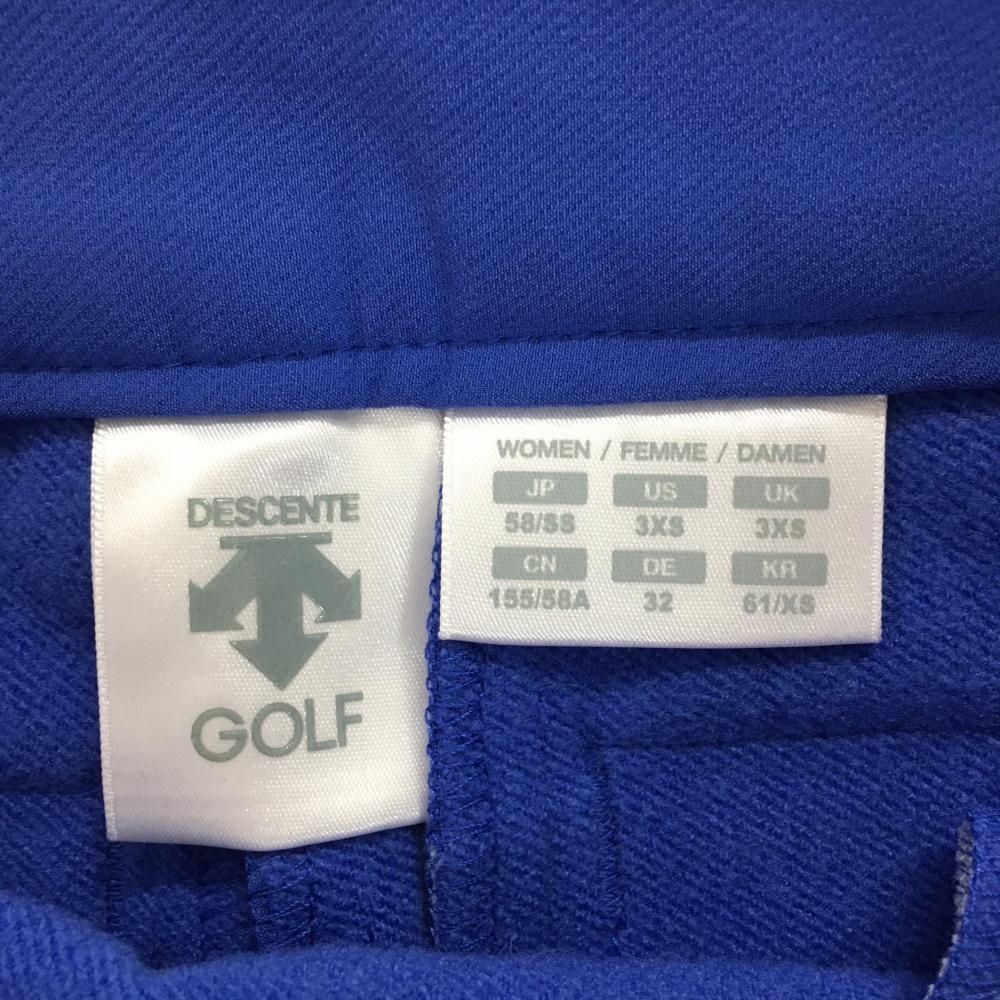 DESCENTE
GOLF
WOMEN / FEMME / DAMEN
JP US UK
58/SS 3XS 3XS
CN DE KR
155/58A 32 61/XS